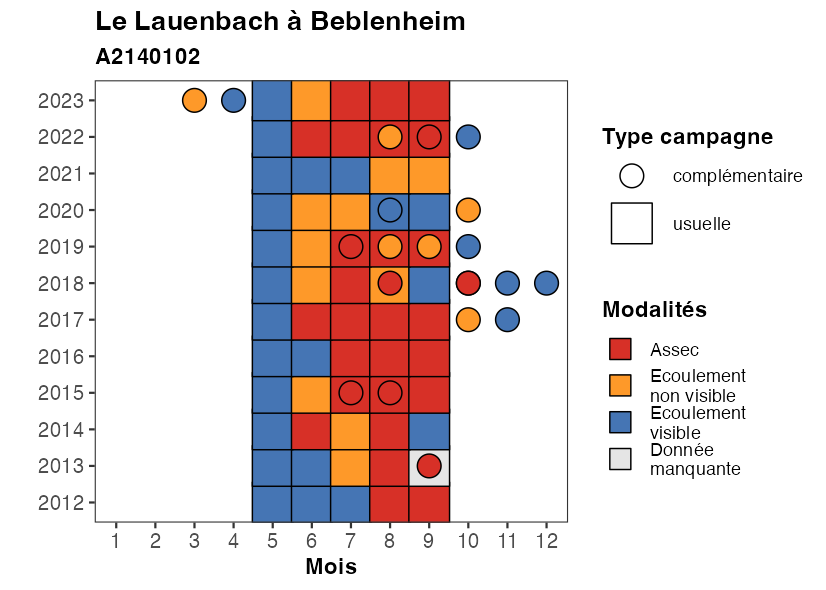 Le Lauenbach à Beblenheim
A2140102
2023
2022
2021
2020
2019
2018
2017
2016
2015
2014
2013
2012
1 2 3 4 5 6 7 8 9 10 11 12
Mois
Type campagne
complémentaire
usuelle
Modalités
Assec
Ecoulement
non visible
Ecoulement
visible
Donnée
manquante